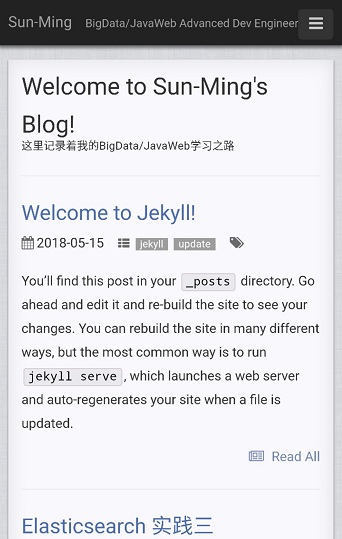 Sun-Ming BigData/JavaWeb Advanced Dev Engineer
Welcome to Sun-Ming's
Blog!
这里记录着我的BigData/JavaWeb学习之路
Welcome to Jekyll!
2018-05-15 jekyll update
You’ll find this post in your _posts directory. Go
ahead and edit it and re-build the site to see your
changes. You can rebuild the site in many different
ways, but the most common way is to run
jekyll serve, which launches a web server
and auto-regenerates your site when a file is
updated.
Read All
Elasticsearch 实践三